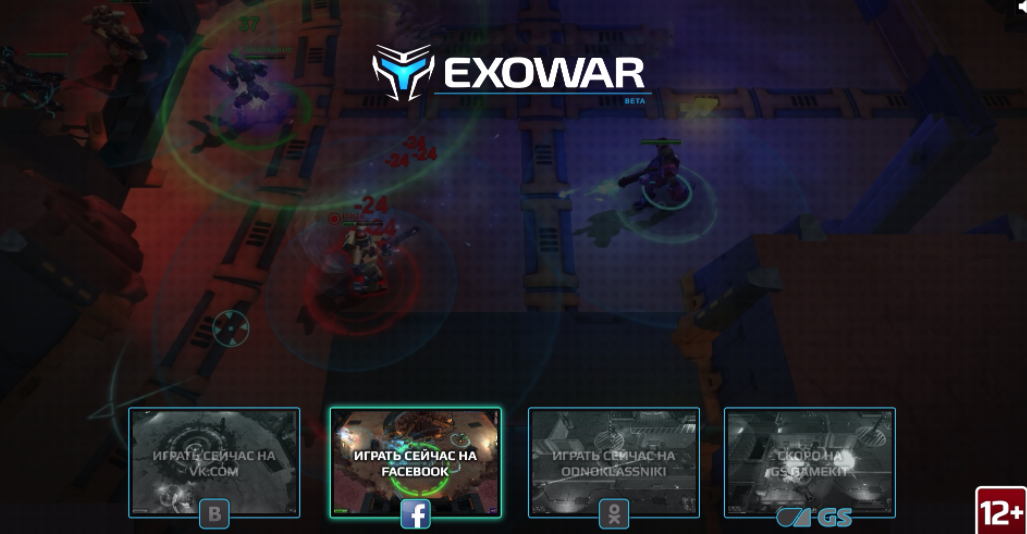 37
EXOWAR
BETA
-24
-24 -24
-24
ИГРАТЬ СЕЙЧАС НА
VK.COM
ИГРАТЬ СЕЙЧАС НА
FACEBOOK
ИГРАТЬ СЕЙЧАС НА
ODNOKLASSNIKI
СКОРО НА
GS GAMEKIT
B
f
GS
12+